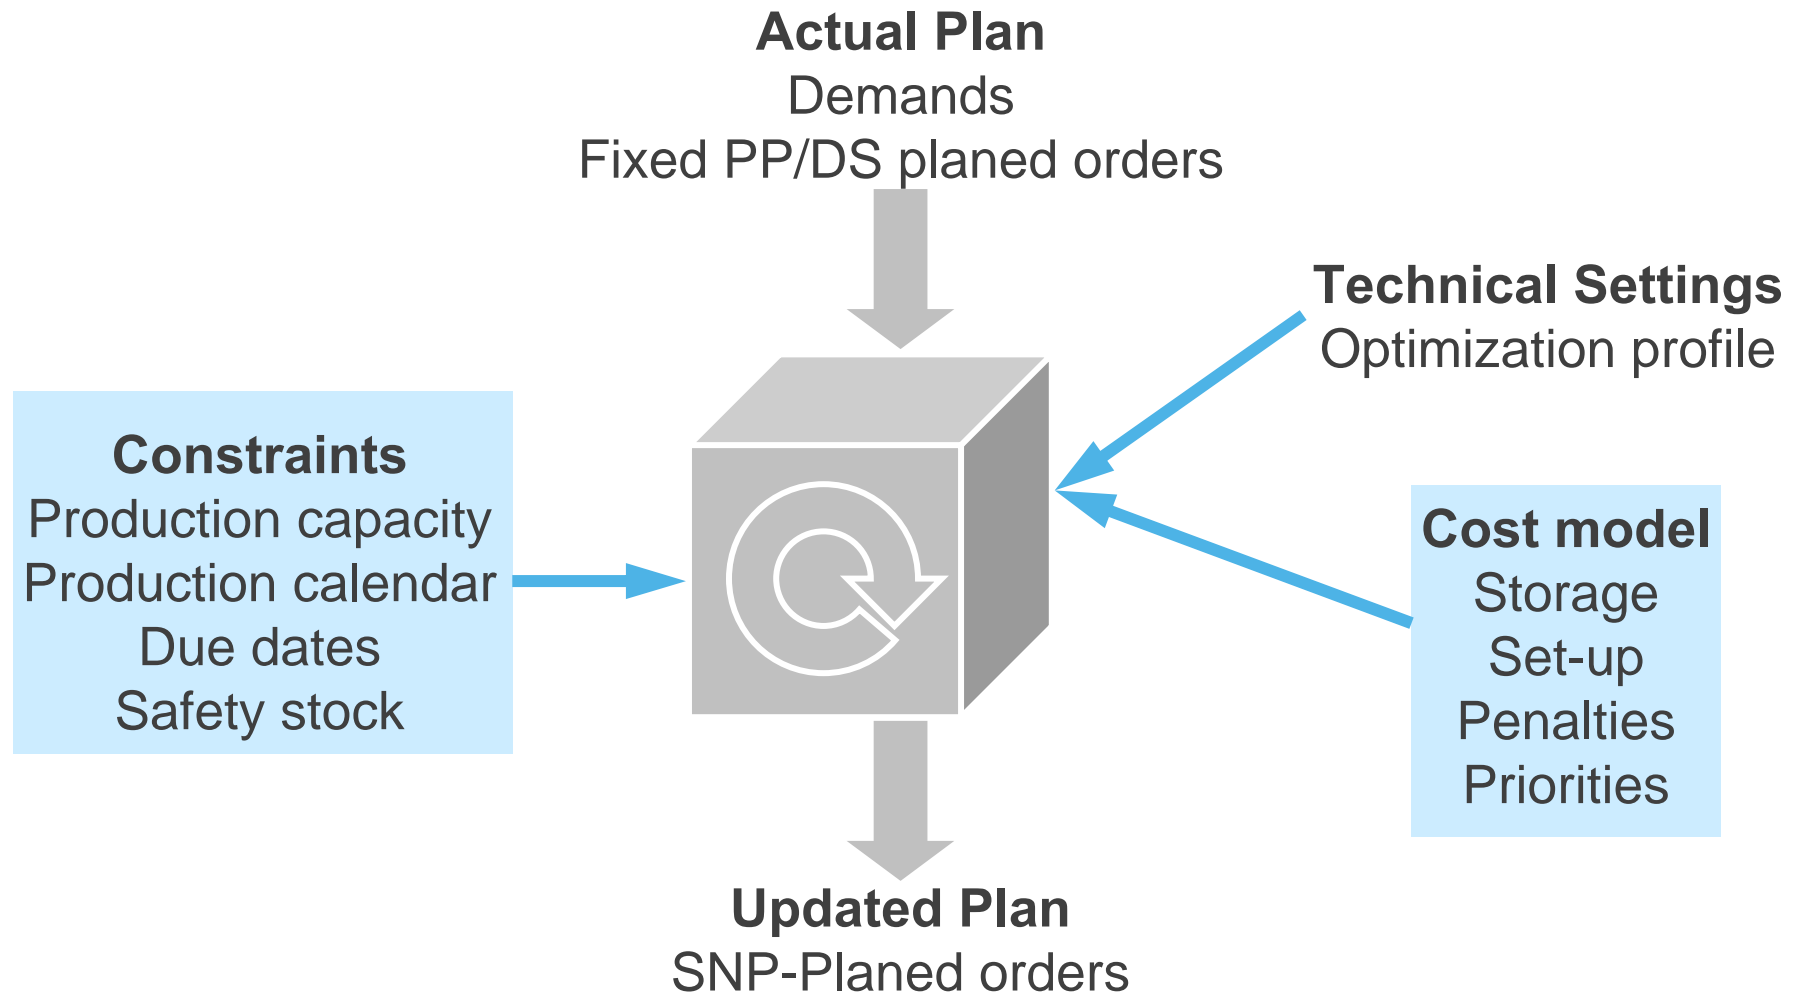 Actual Plan
Demands
Fixed PP/DS planed orders
Technical Settings
Optimization profile
Constraints
Production capacity
Production calendar
Due dates
Safety stock
Cost model
Storage
Set-up
Penalties
Priorities
Updated Plan
SNP-Planed orders